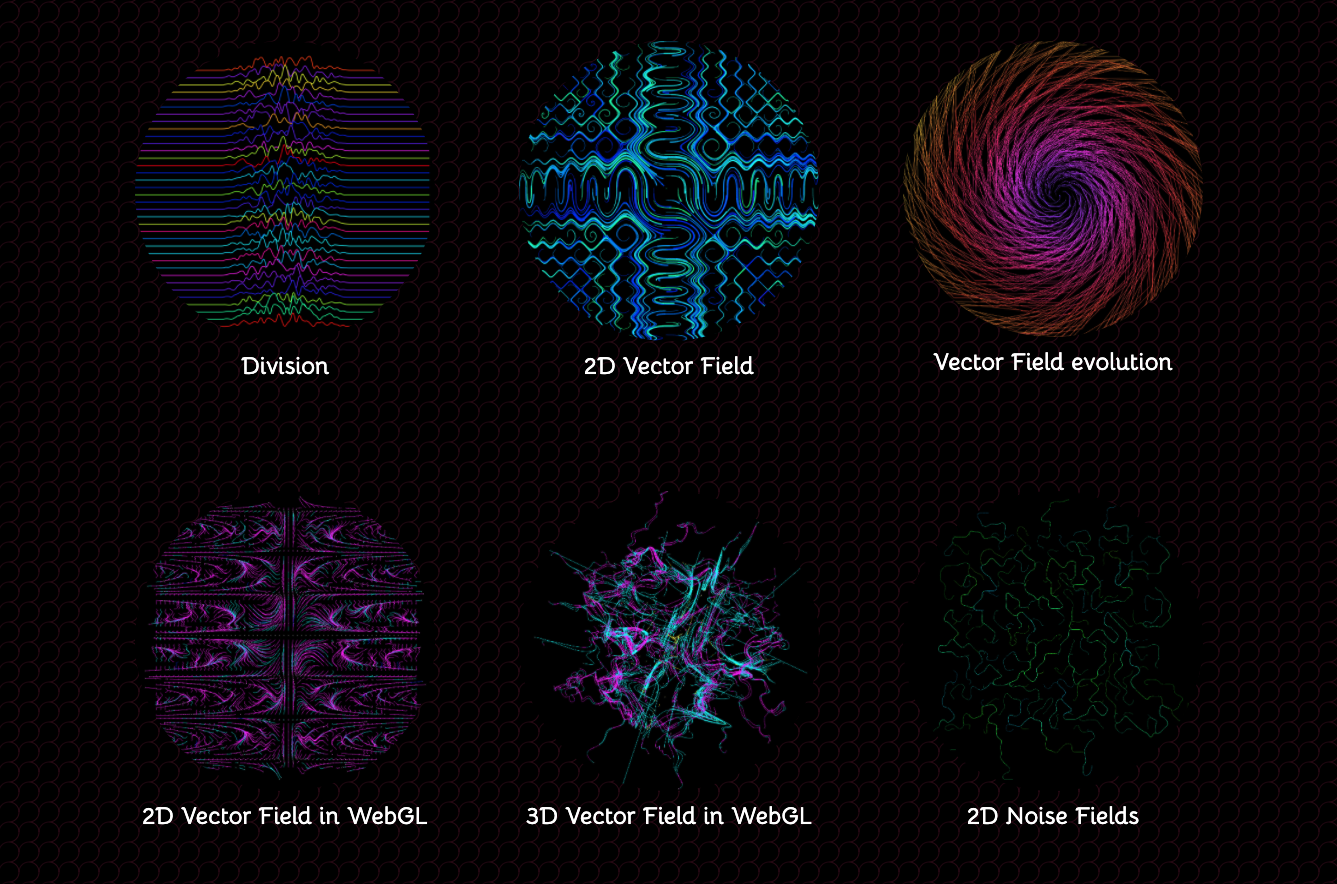 Division
2D Vector Field
Vector Field evolution
2D Vector Field in WebGL
3D Vector Field in WebGL
2D Noise Fields